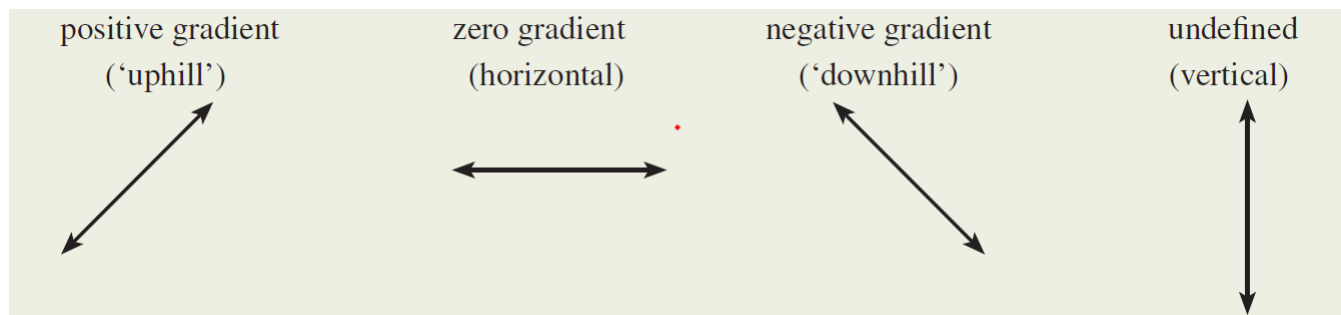 positive gradient
(‘uphill’)
zero gradient
(horizontal)
negative gradient
(‘downhill’)
undefined
(vertical)